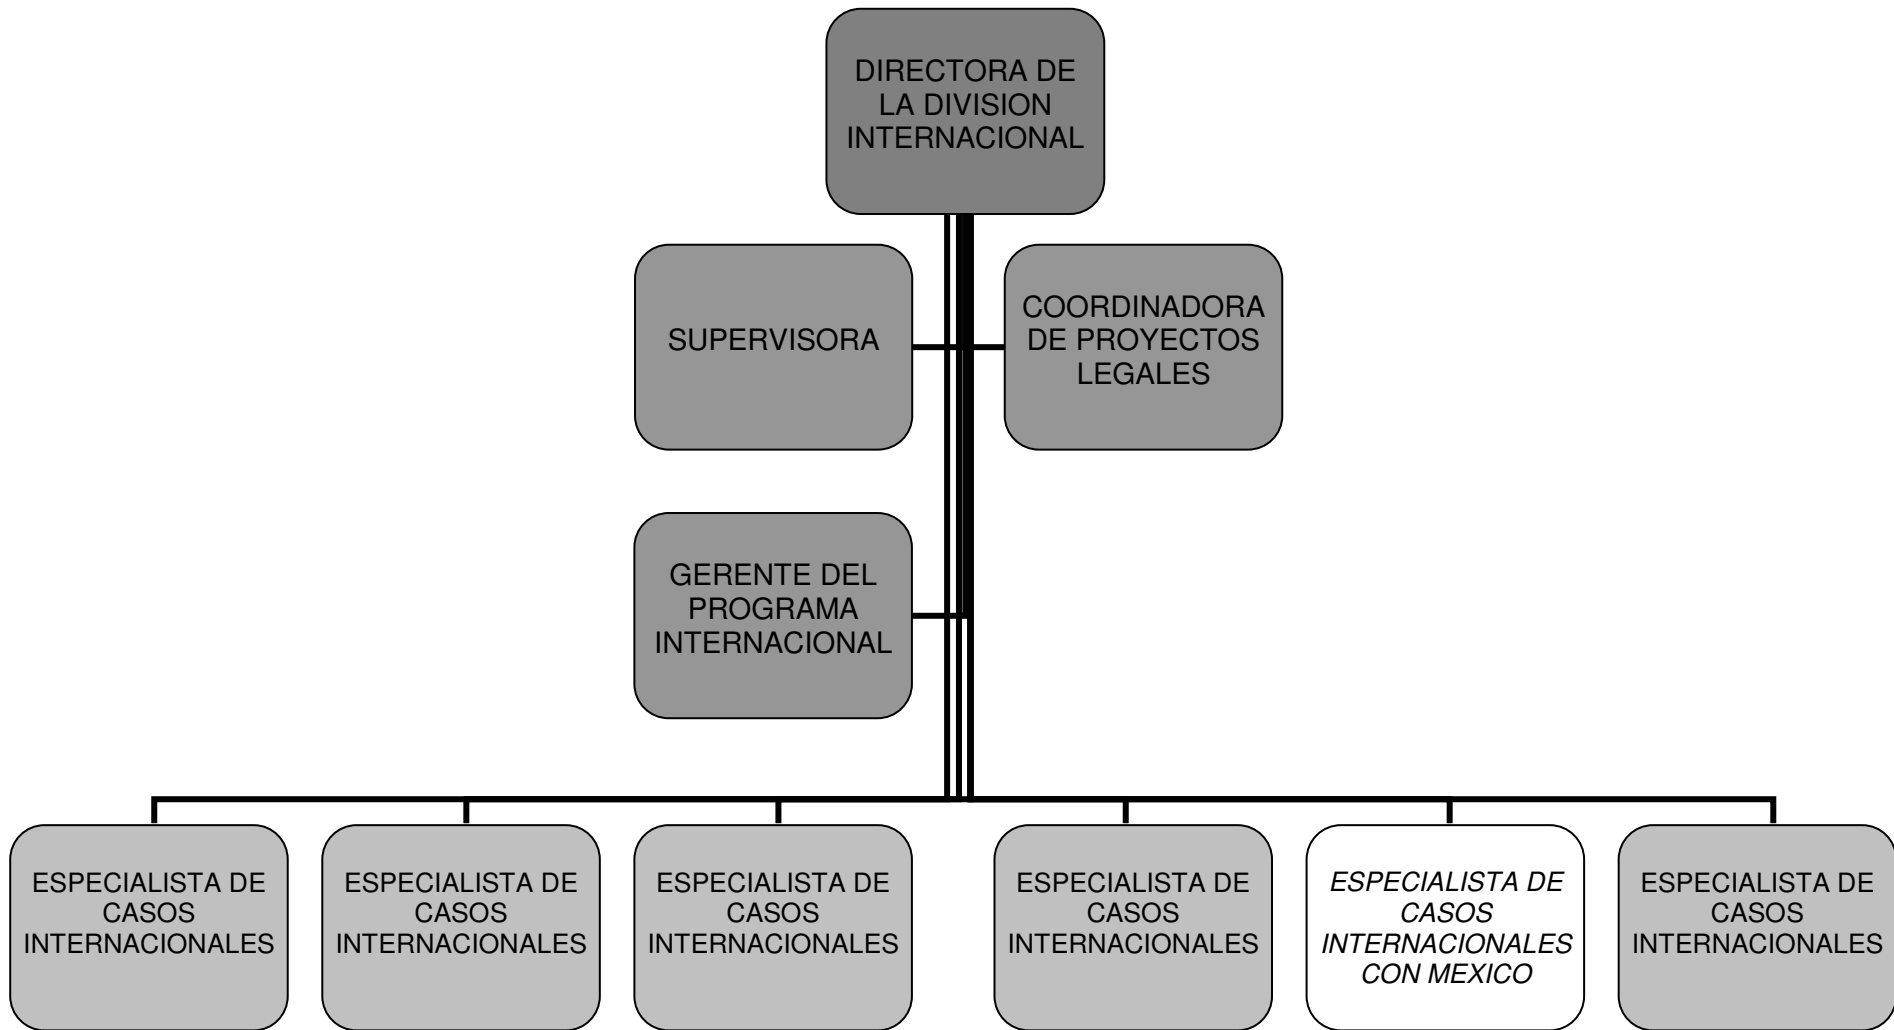 DIRECTORA DE
LA DIVISION
INTERNACIONAL
SUPERVISORA
COORDINADORA
DE PROYECTOS
LEGALES
GERENTE DEL
PROGRAMA
INTERNACIONAL
ESPECIALISTA DE
CASOS
INTERNACIONALES
ESPECIALISTA DE
CASOS
INTERNACIONALES
ESPECIALISTA DE
CASOS
INTERNACIONALES
ESPECIALISTA DE
CASOS
INTERNACIONALES
ESPECIALISTA DE
CASOS
INTERNACIONALES
CON MEXICO
ESPECIALISTA DE
CASOS
INTERNACIONALES